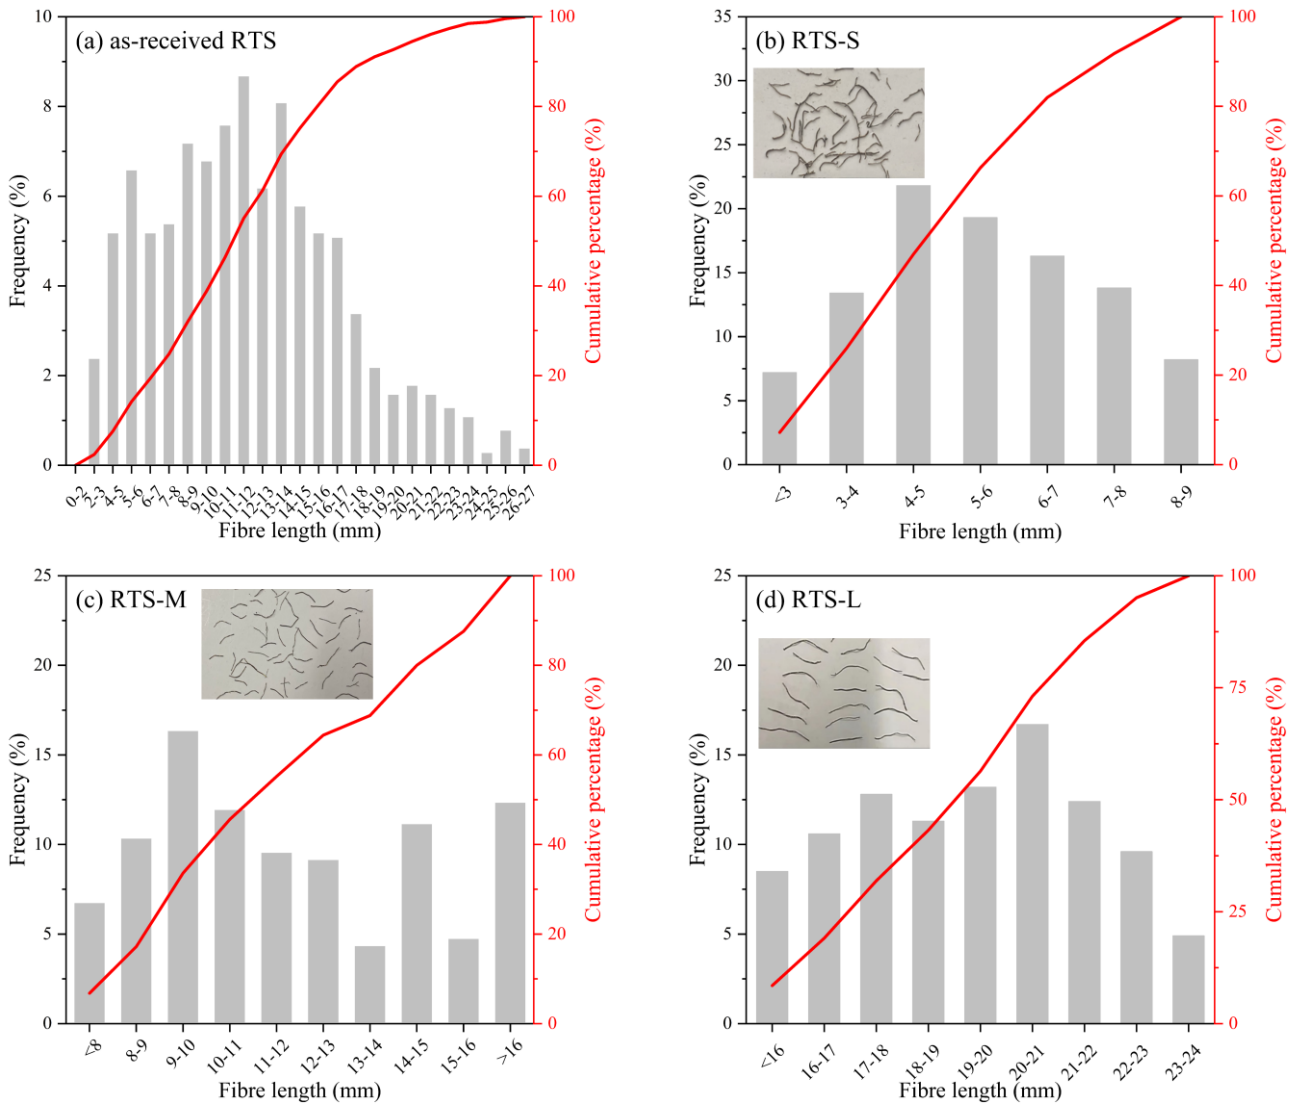 (a) as-received RTS
Frequency (%)
10
8
6
4
2
0
100
80
60
40
20
0
Cumulative percentage (%)
0-2 2-3 4-5 5-6 6-7 7-8 8-9 9-10 10-11 11-12 12-13 13-14 14-15 15-16 16-17 17-18 18-19 19-20 20-21 21-22 22-23 23-24 24-25 25-26 26-27
Fibre length (mm)
(b) RTS-S
Frequency (%)
35
30
25
20
15
10
5
0
100
80
60
40
20
0
Cumulative percentage (%)
<3 3-4 4-5 5-6 6-7 7-8 8-9
Fibre length (mm)
(c) RTS-M
Frequency (%)
25
20
15
10
5
0
100
80
60
40
20
0
Cumulative percentage (%)
<8 8-9 9-10 10-11 11-12 12-13 13-14 14-15 15-16 >16
Fibre length (mm)
(d) RTS-L
Frequency (%)
25
20
15
10
5
0
100
75
50
25
0
Cumulative percentage (%)
<16 16-17 17-18 18-19 19-20 20-21 21-22 22-23 23-24
Fibre length (mm)